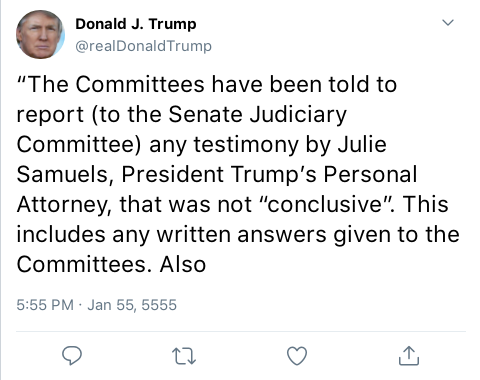 Donald J. Trump
@realDonaldTrump
“The Committees have been told to
report (to the Senate Judiciary
Committee) any testimony by Julie
Samuels, President Trump’s Personal
Attorney, that was not “conclusive”. This
includes any written answers given to the
Committees. Also
5:55 PM · Jan 55, 5555